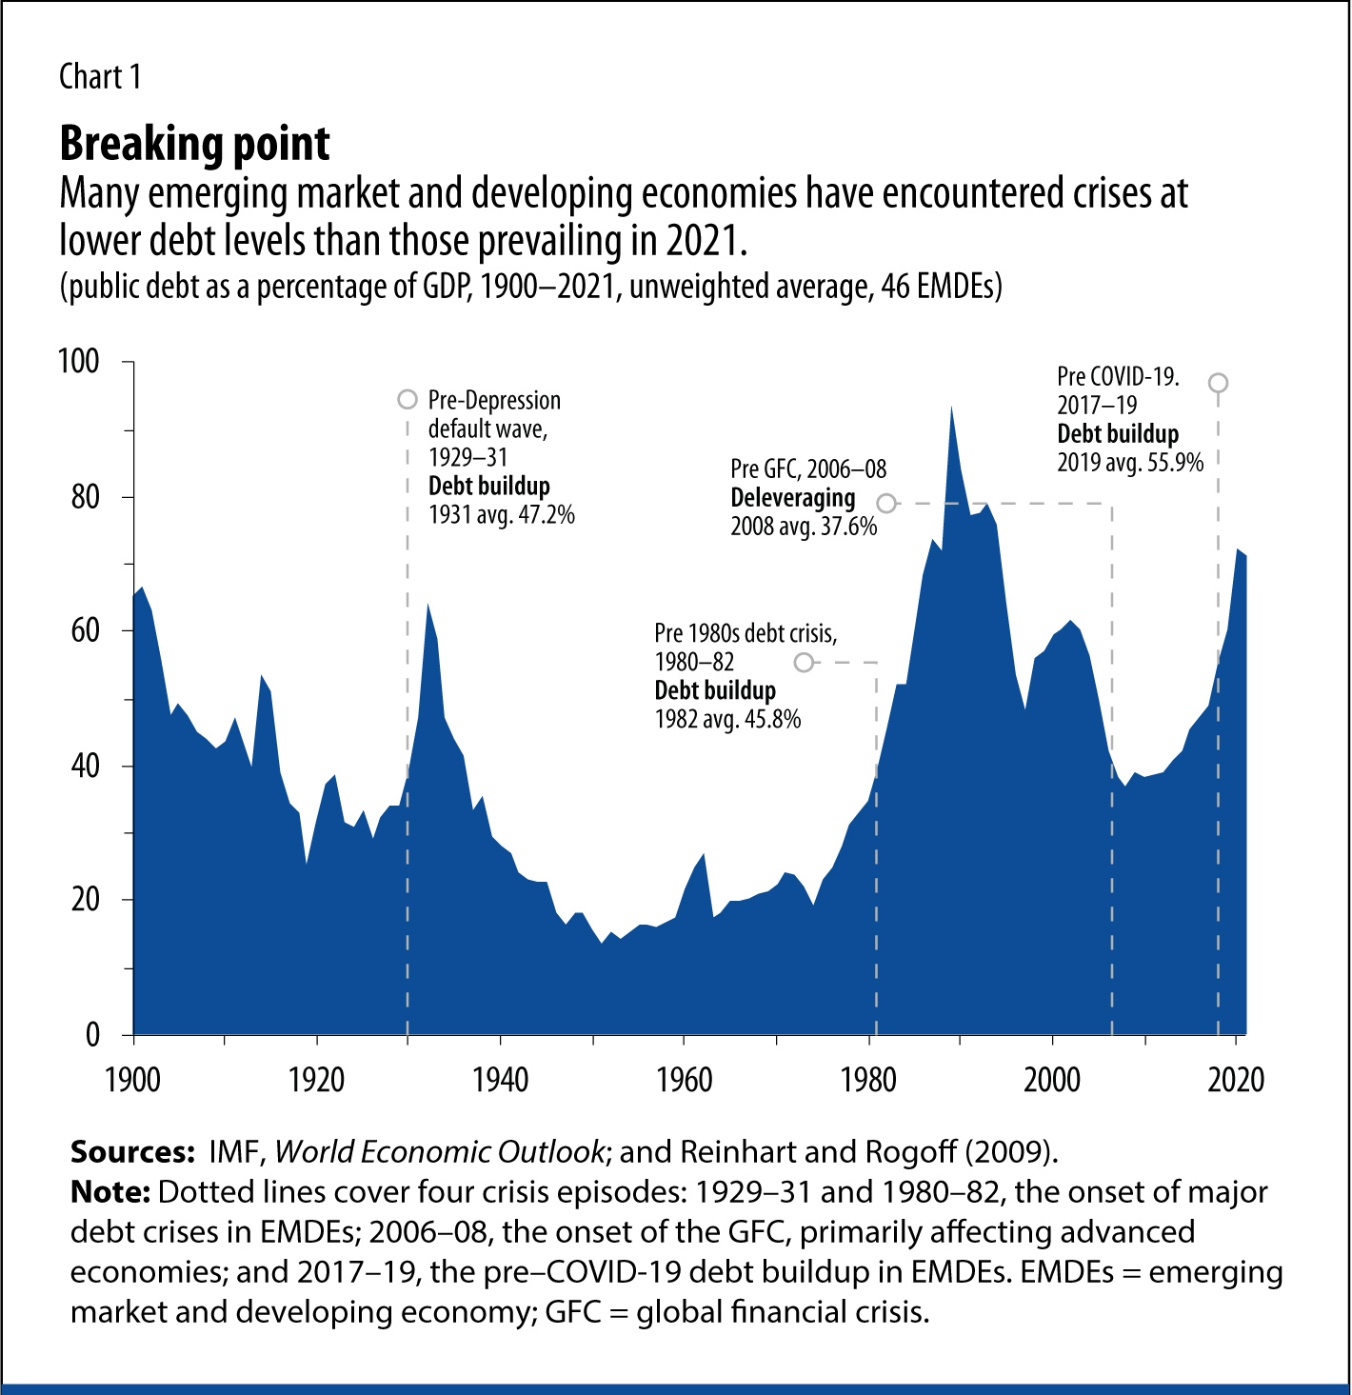 Chart 1
Breaking point
Many emerging market and developing economies have encountered crises at
lower debt levels than those prevailing in 2021.
(public debt as a percentage of GDP, 1900–2021, unweighted average, 46 EMDEs)
100
80
60
40
20
0
Pre-Depression
default wave,
1929–31
Debt buildup
1931 avg. 47.2%
Pre 1980s debt crisis,
1980–82
Debt buildup
1982 avg. 45.8%
Pre GFC, 2006–08
Deleveraging
2008 avg. 37.6%
Pre COVID-19.
2017–19
Debt buildup
2019 avg. 55.9%
1900 1920 1940 1960 1980 2000 2020
Sources: IMF, World Economic Outlook; and Reinhart and Rogoff (2009).
Note: Dotted lines cover four crisis episodes: 1929–31 and 1980–82, the onset of major
debt crises in EMDEs; 2006–08, the onset of the GFC, primarily affecting advanced
economies; and 2017–19, the pre–COVID-19 debt buildup in EMDEs. EMDEs = emerging
market and developing economy; GFC = global financial crisis.